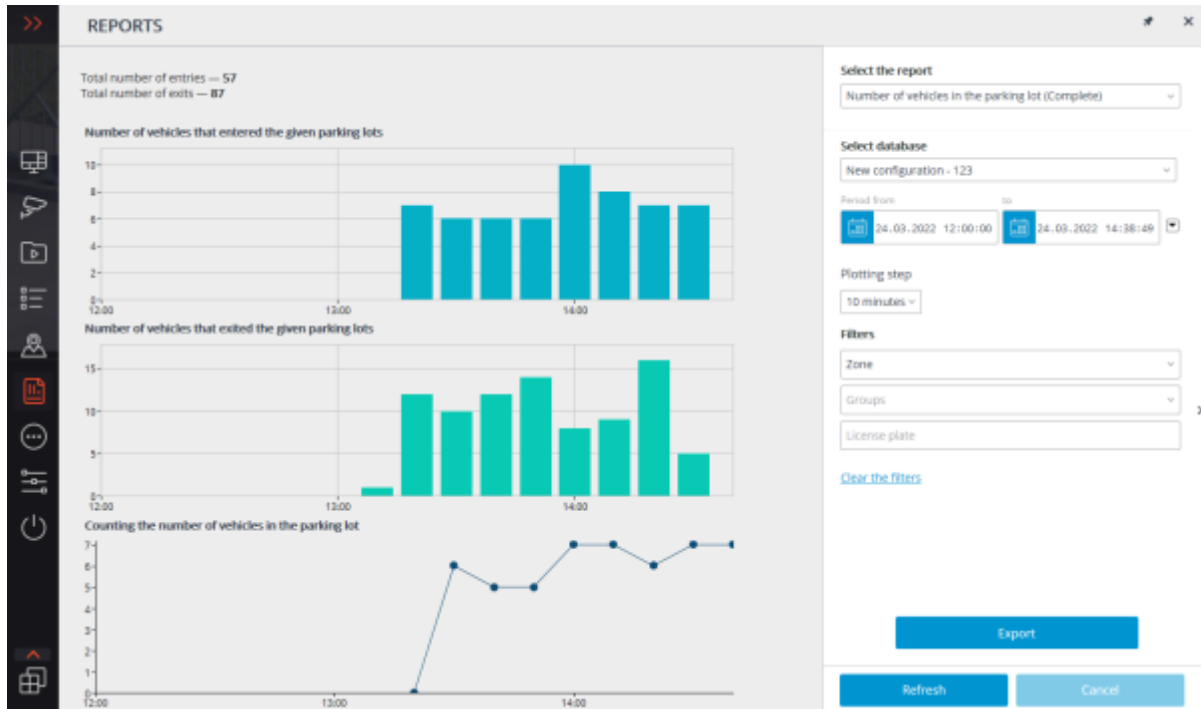 REPORTS
Total number of entries — 57
Total number of exits — 87
Number of vehicles that entered the given parking lots
10
8
6
4
2
0
12:00 13:00 14:00
Number of vehicles that exited the given parking lots
15
10
5
0
12:00 13:00 14:00
Counting the number of vehicles in the parking lot
7
6
5
4
3
2
1
0
12:00 13:00 14:00
Select the report
Number of vehicles in the parking lot (Complete)
Select database
New configuration - 123
Period from to
24.03.2022 12:00:00 24.03.2022 14:38:49
Plotting step
10 minutes
Filters
Zone
Groups
License plate
Clear the filters
Export
Refresh Cancel